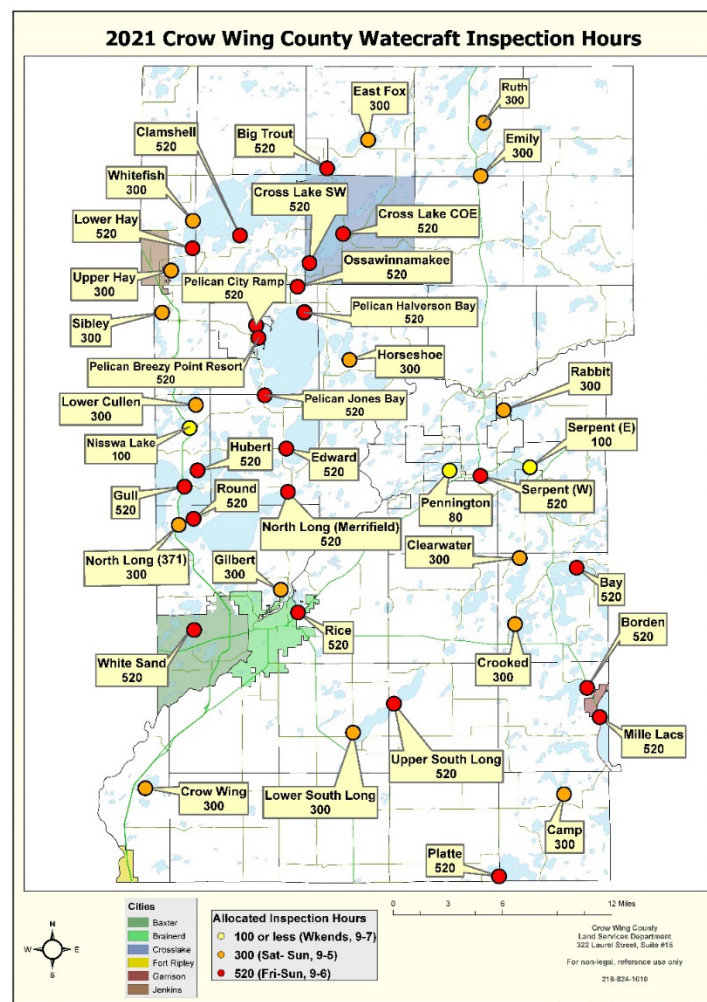 2021 Crow Wing County Watecraft Inspection Hours
East Fox
300
Ruth
300
Clamshell
520
Big Trout
520
Emily
300
Whitefish
300
Cross Lake SW
520
Cross Lake COE
520
Lower Hay
520
Ossawinnamakee
520
Upper Hay
300
Pelican City Ramp
520
Pelican Halverson Bay
520
Sibley
300
Horseshoe
300
Pelican Breezy Point Resort
520
Rabbit
300
Lower Cullen
300
Pelican Jones Bay
520
Nisswa Lake
100
Serpent (E)
100
Hubert
520
Edward
520
Gull
520
Round
520
North Long (Merrifield)
520
Pennington
80
Serpent (W)
520
North Long (371)
300
Gilbert
300
Clearwater
300
Bay
520
White Sand
520
Rice
520
Crooked
300
Borden
520
Mille Lacs
520
Upper South Long
520
Lower South Long
300
Crow Wing
300
Camp
300
Platte
520
Cities
Baxter
Brainerd
Crosslake
Fort Ripley
Garrison
Jenkins
Allocated Inspection Hours
100 or less (Wkends, 9-7)
300 (Sat- Sun, 9-5)
520 (Fri-Sun, 9-6)
0 3 6 12 Miles
N
W E
S
Crow Wing County
Land Services Department
322 Laurel Street, Suite #15
For non-legal, reference use only
218-824-1010